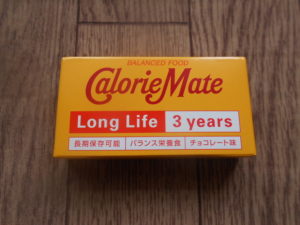 BALANCED FOOD
CalorieMate
Long Life 3 years
長期保存可能 バランス栄養食 チョコレート味